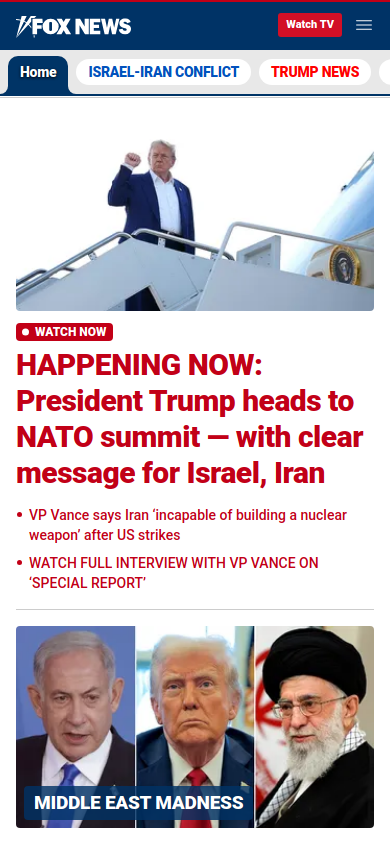 FOX NEWS
Watch TV
Home
ISRAEL-IRAN CONFLICT
TRUMP NEWS
WATCH NOW
HAPPENING NOW:
President Trump heads to
NATO summit — with clear
message for Israel, Iran
• VP Vance says Iran ‘incapable of building a nuclear
weapon’ after US strikes
• WATCH FULL INTERVIEW WITH VP VANCE ON
‘SPECIAL REPORT’
MIDDLE EAST MADNESS